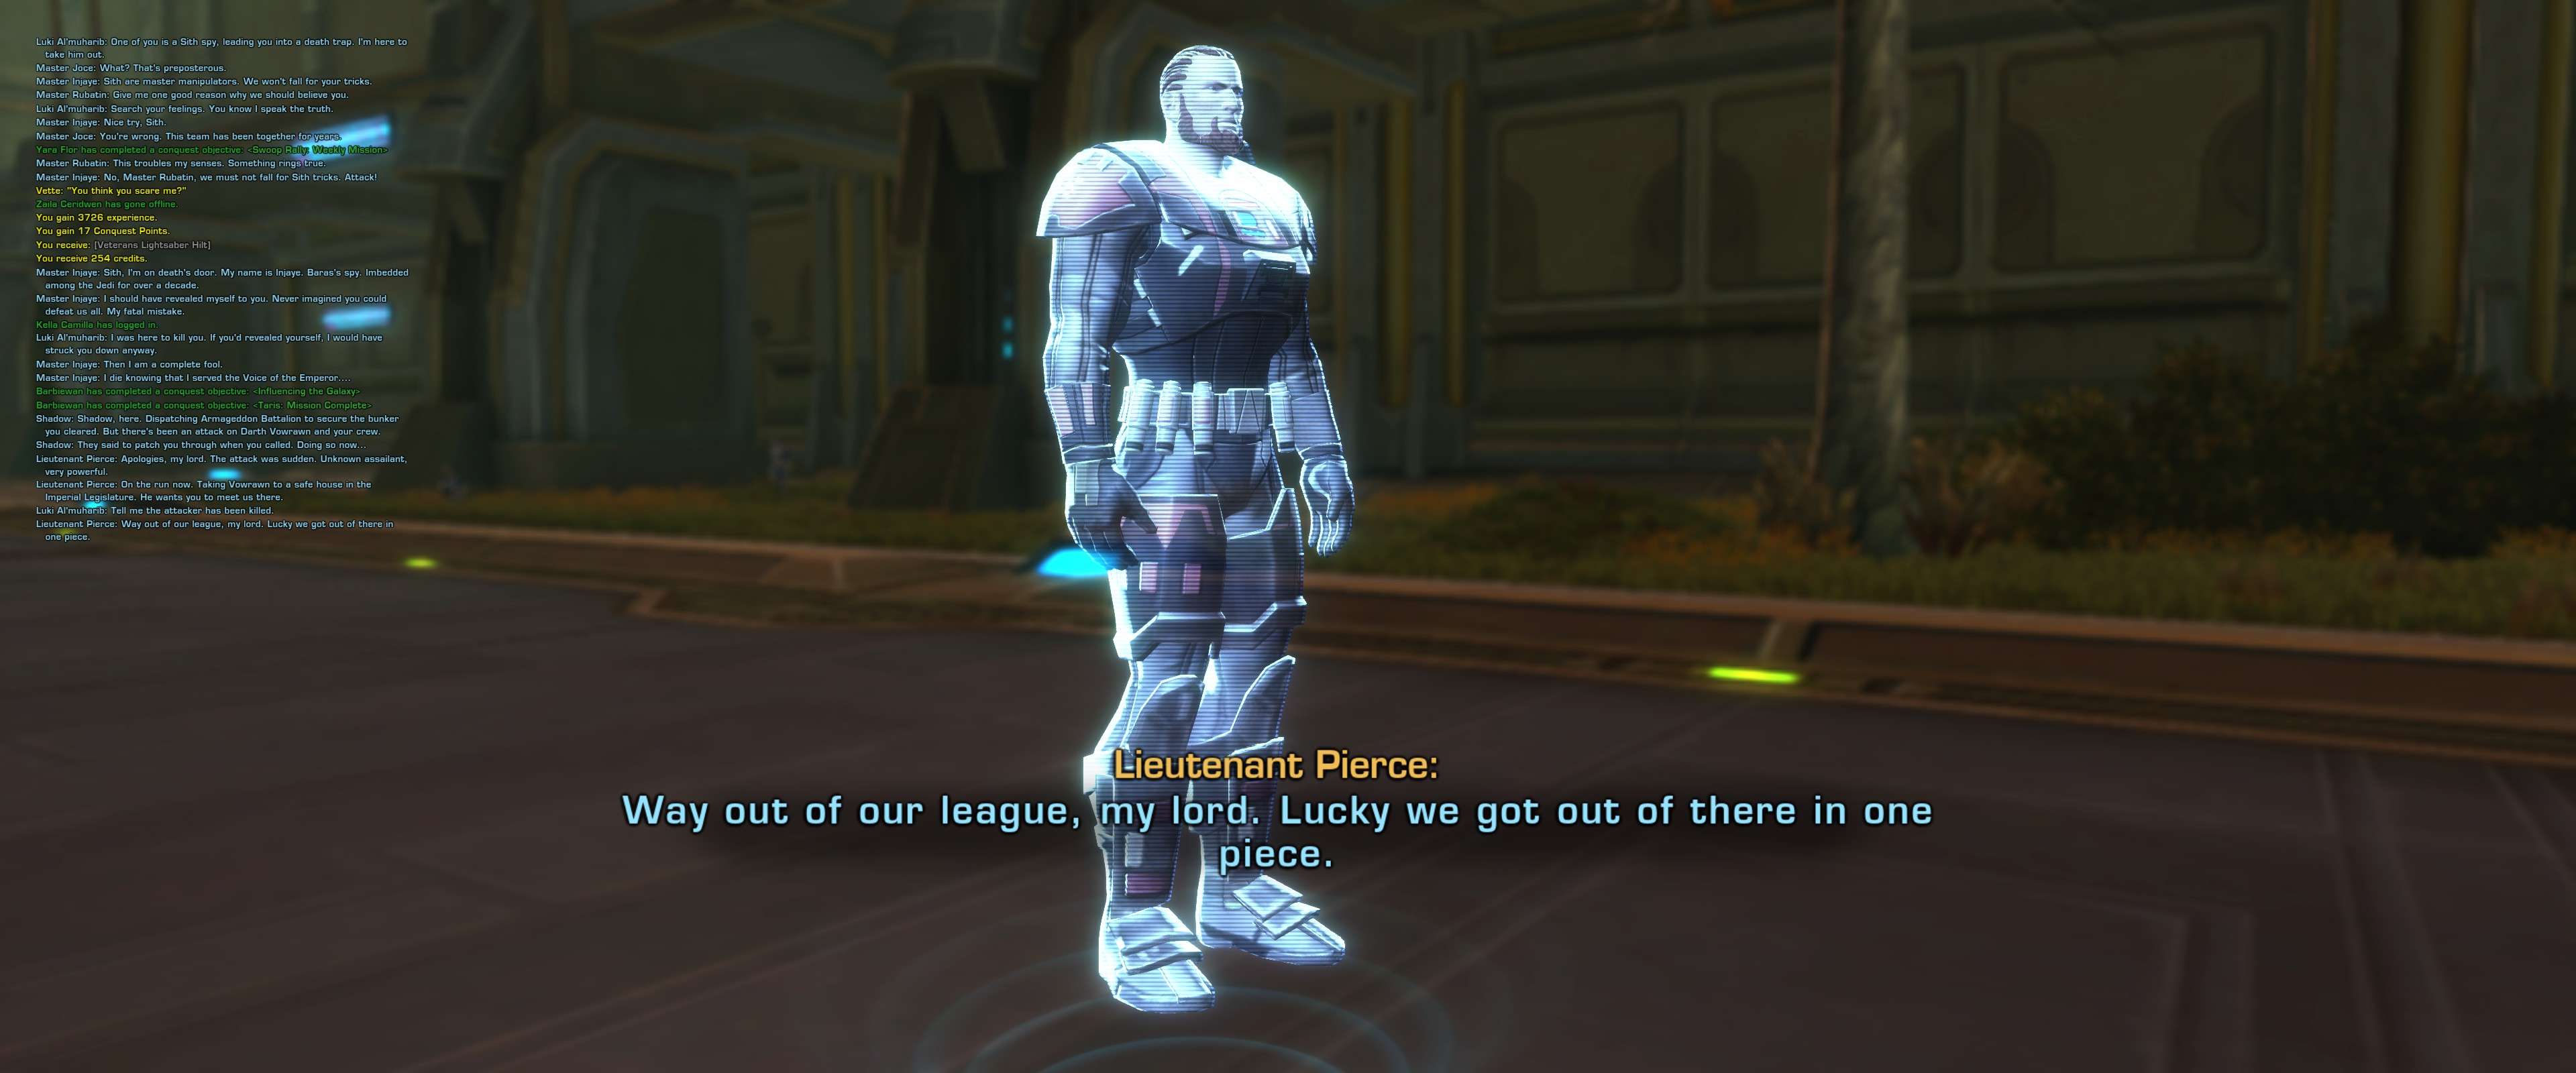 Luki Al'muharib: One of you is a Sith spy, leading you into a death trap. I'm here to
take him out.
Master Joce: What? That's preposterous.
Master Injaye: Sith are master manipulators. We won't fall for your tricks.
Master Rubatin: Give me one good reason why we should believe you.
Luki Al'muharib: Search your feelings. You know I speak the truth.
Master Injaye: Nice try, Sith.
Master Joce: You're wrong. This team has been together for years.
Yara Flor has completed a conquest objective: <Swoop Rally: Weekly Mission>
Master Rubatin: This troubles my senses. Something rings true.
Master Injaye: No, Master Rubatin, we must not fall for Sith tricks. Attack!
Vette: "You think you scare me?"
Zaila Ceridwen has gone offline.
You gain 3726 experience.
You gain 17 Conquest Points.
You receive: [Veterans Lightsaber Hilt]
You receive 254 credits.
Master Injaye: Sith, I'm on death's door. My name is Injaye. Baras's spy. Imbedded
among the Jedi for over a decade.
Master Injaye: I should have revealed myself to you. Never imagined you could
defeat us all. My fatal mistake.
Kella Camilla has logged in.
Luki Al'muharib: I was here to kill you. If you'd revealed yourself, I would have
struck you down anyway.
Master Injaye: Then I am a complete fool.
Master Injaye: I die knowing that I served the Voice of the Emperor....
Barbiewan has completed a conquest objective: <Influencing the Galaxy>
Barbiewan has completed a conquest objective: <Taris: Mission Complete>
Shadow: Shadow, here. Dispatching Armageddon Battalion to secure the bunker
you cleared. But there's been an attack on Darth Vowrawn and your crew.
Shadow: They said to patch you through when you called. Doing so now...
Lieutenant Pierce: Apologies, my lord. The attack was sudden. Unknown assailant,
very powerful.
Lieutenant Pierce: On the run now. Taking Vowrawn to a safe house in the
Imperial Legislature. He wants you to meet us there.
Luki Al'muharib: Tell me the attacker has been killed.
Lieutenant Pierce: Way out of our league, my lord. Lucky we got out of there in
one piece.
Lieutenant Pierce:
Way out of our league, my lord. Lucky we got out of there in one
piece.